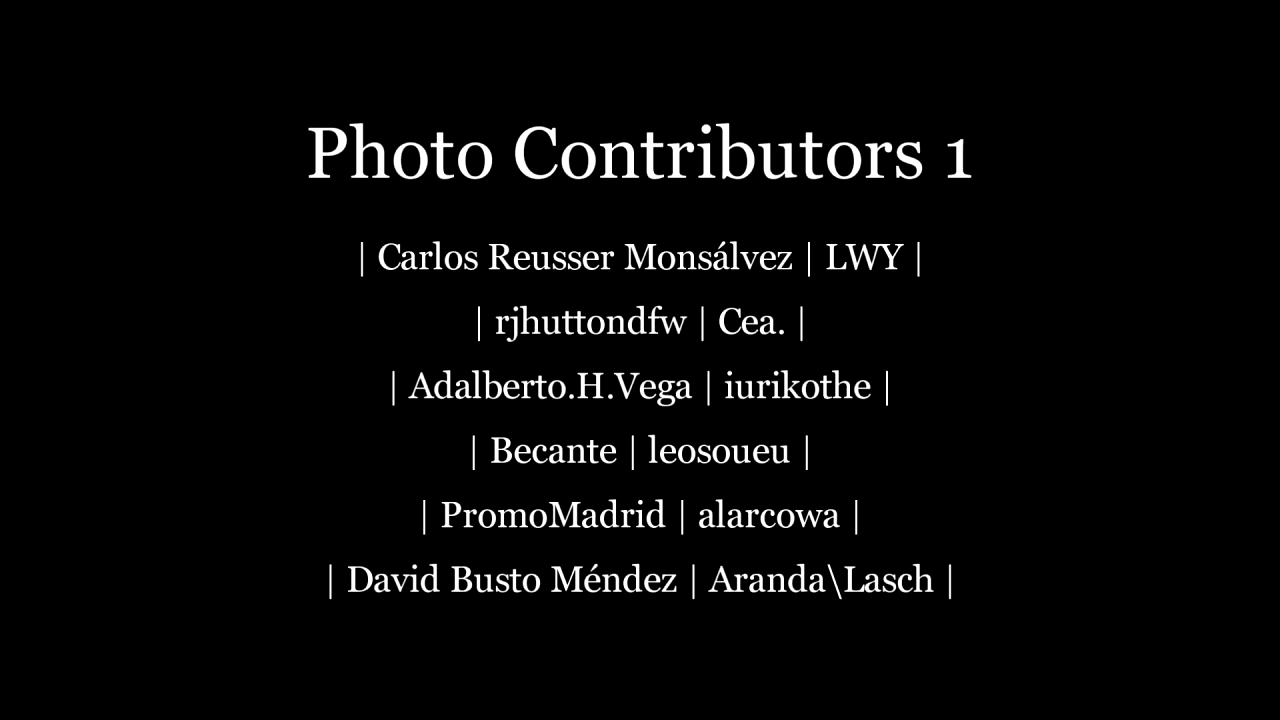 Photo Contributors 1
| Carlos Reusser Monsálvez | LWY |
| rjhuttondfw | Cea. |
| Adalberto.H.Vega | iurikothe |
| Becante | leosoueu |
| PromoMadrid | alarcowa |
| David Busto Méndez | Aranda\Lasch |